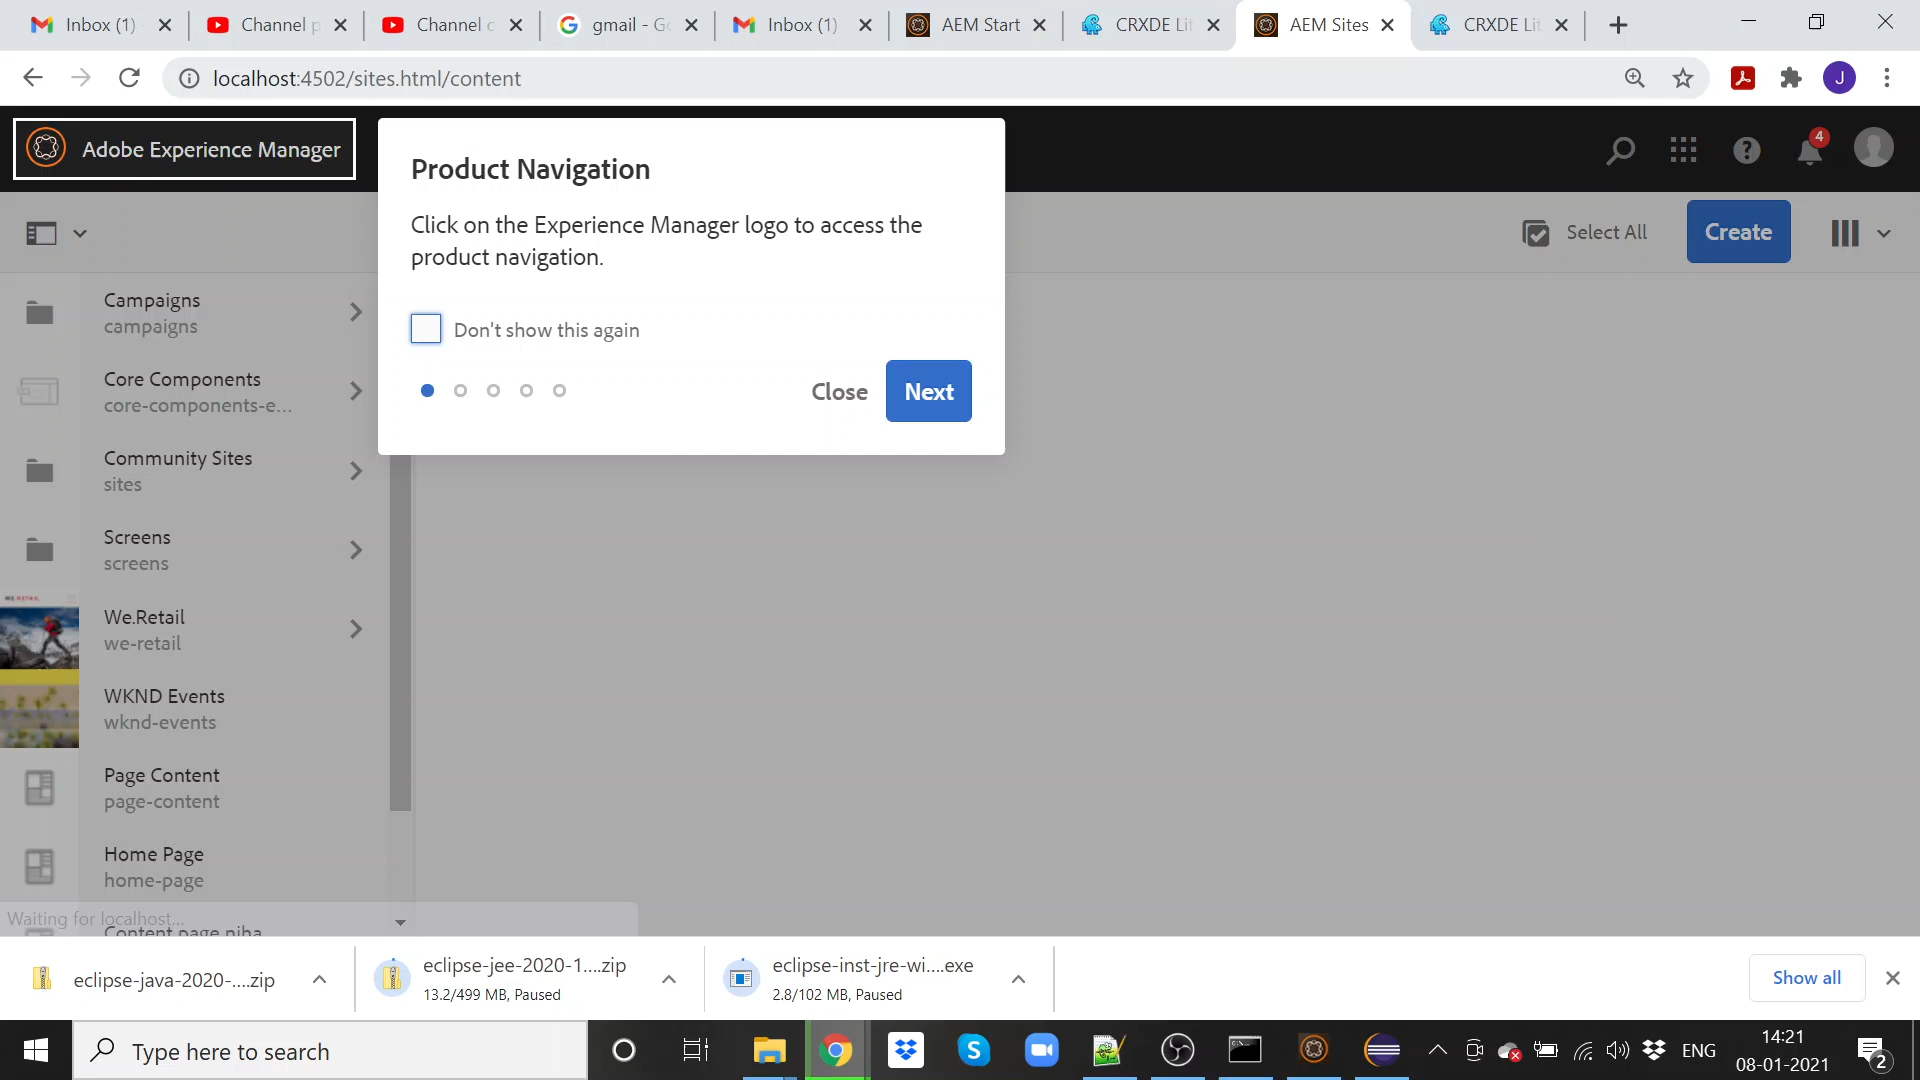 Inbox (1)
Channel p
Channel c
gmail - Go
Inbox (1)
AEM Start
CRXDE Lit
AEM Sites
CRXDE Lit
localhost:4502/sites.html/content
J
Adobe Experience Manager
4
Product Navigation
Click on the Experience Manager logo to access the
product navigation.
Don't show this again
Close
Next
Select All
Create
Campaigns
campaigns
Core Components
core-components-e...
Community Sites
sites
Screens
screens
We.Retail
we-retail
WKND Events
wknd-events
Page Content
page-content
Home Page
home-page
Waiting for localhost...
Content page niha
eclipse-java-2020-....zip
eclipse-jee-2020-1....zip
13.2/499 MB, Paused
eclipse-inst-jre-wi....exe
2.8/102 MB, Paused
Show all
Type here to search
ENG
14:21
08-01-2021
2